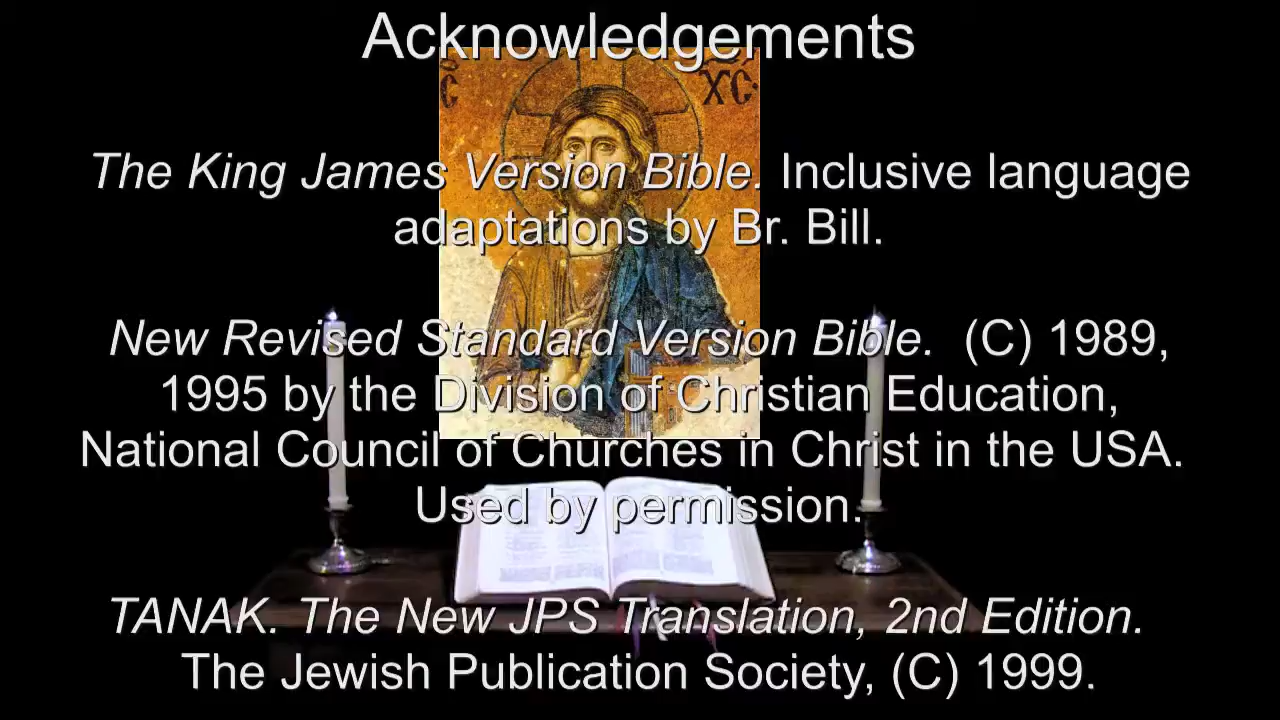 Acknowledgements
C XC
The King James Version Bible. Inclusive language
adaptations by Br. Bill.
New Revised Standard Version Bible.  (C) 1989,
1995 by the Division of Christian Education,
National Council of Churches in Christ in the USA.
Used by permission.
TANAK. The New JPS Translation, 2nd Edition.
The Jewish Publication Society, (C) 1999.